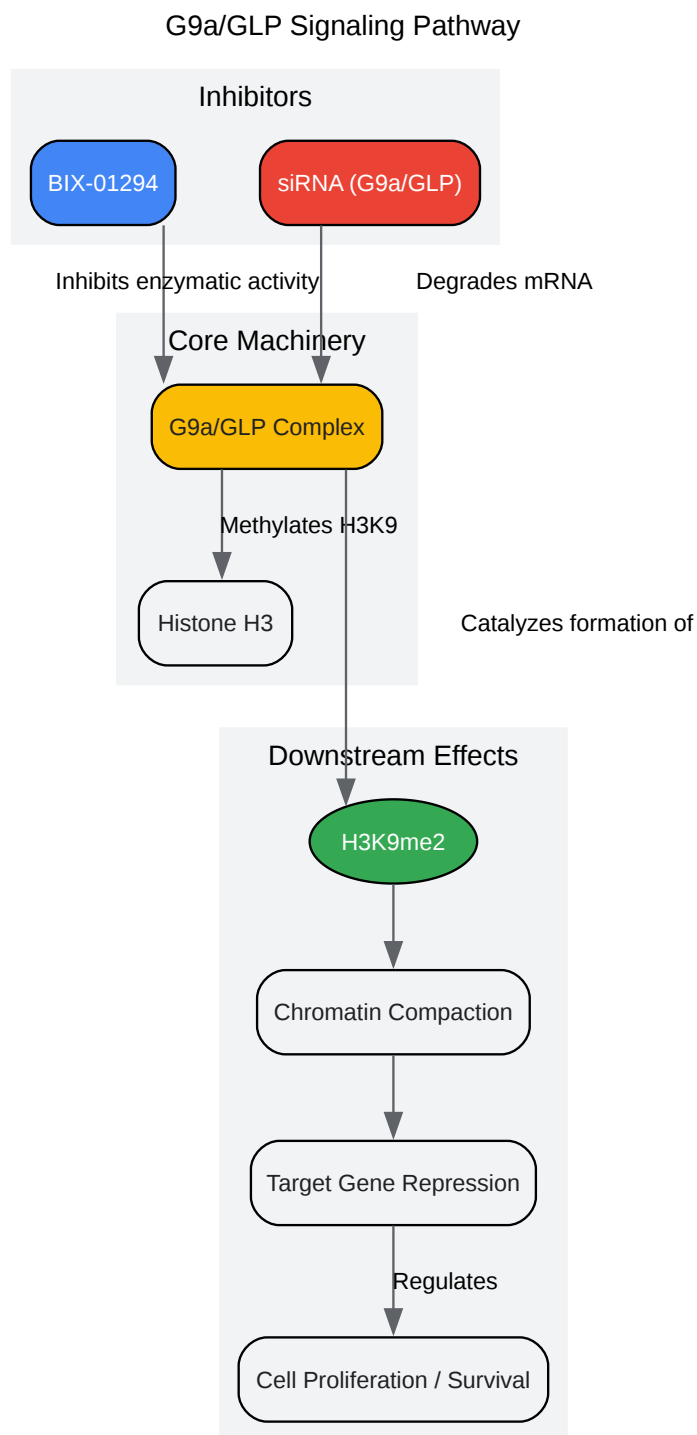 G9a/GLP Signaling Pathway
Inhibitors
BIX-01294
siRNA (G9a/GLP)
Inhibits enzymatic activity
Degrades mRNA
Core Machinery
G9a/GLP Complex
Methylates H3K9
Histone H3
Catalyzes formation of
Downstream Effects
H3K9me2
Chromatin Compaction
Target Gene Repression
Regulates
Cell Proliferation / Survival